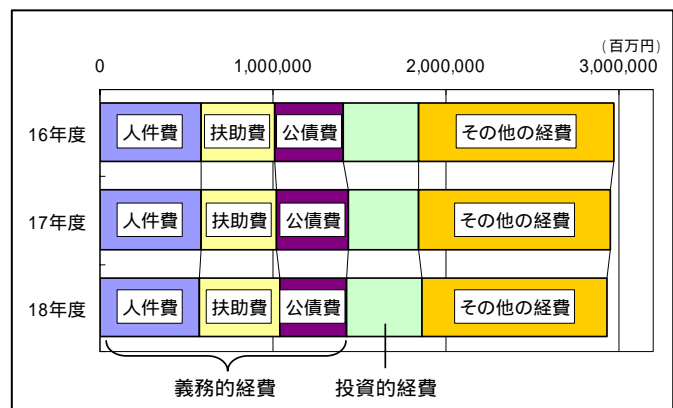 (百万円)
0 1,000,000 2,000,000 3,000,000
16年度 人件費 扶助費 公債費 その他の経費
17年度 人件費 扶助費 公債費 その他の経費
18年度 人件費 扶助費 公債費 その他の経費
義務的経費 投資的経費